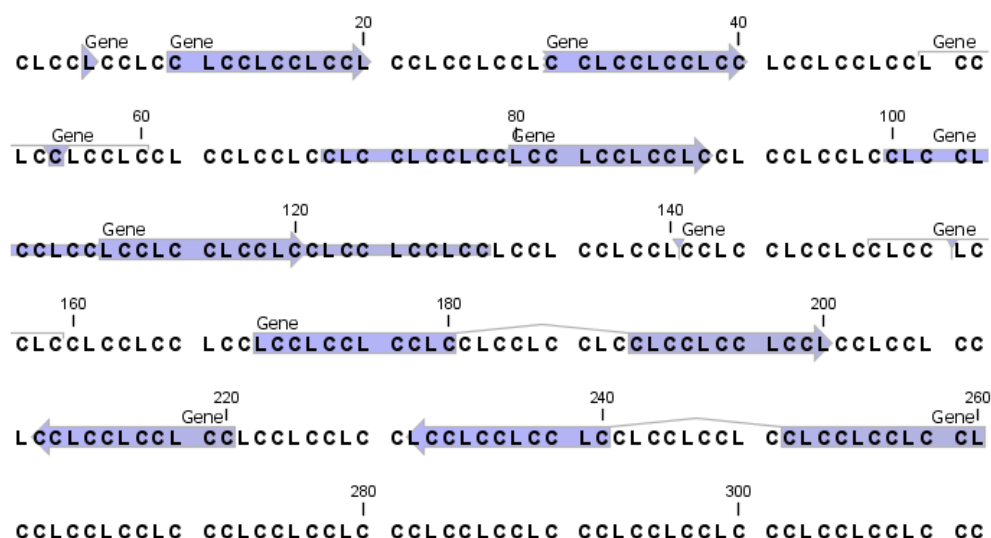 20 40
Gene Gene Gene Gene
CLCCLCCLCC LCCLCCLCCL CCLCCLCCLC CLCCLCCLCC LCCLCCLCCL CC
60 80 100
Gene Gene Gene
LCCLCCLCCL CCLCCLCCLC CLCCLCCLCC LCCLCCLCCL CCLCCLCCLC CL
120 140
Gene Gene Gene
CCLCCLCCLC CLCCLCCLCC LCCLCCLCCL CCLCCLCCLC CLCCLCCLCC LC
160 180 200
Gene
CLCCLCCLCC LCCLCCLCCL CCLCCLCCLC CLCCLCCLCC LCCLCCLCCL CC
220 240 260
Gene Gene
LCCLCCLCCL CCLCCLCCLC CLCCLCCLCC LCCLCCLCCL CCLCCLCCLC CL
280 300
CCLCCLCCLC CCLCCLCCLC CCLCCLCCLC CCLCCLCCLC CCLCCLCCLC CC